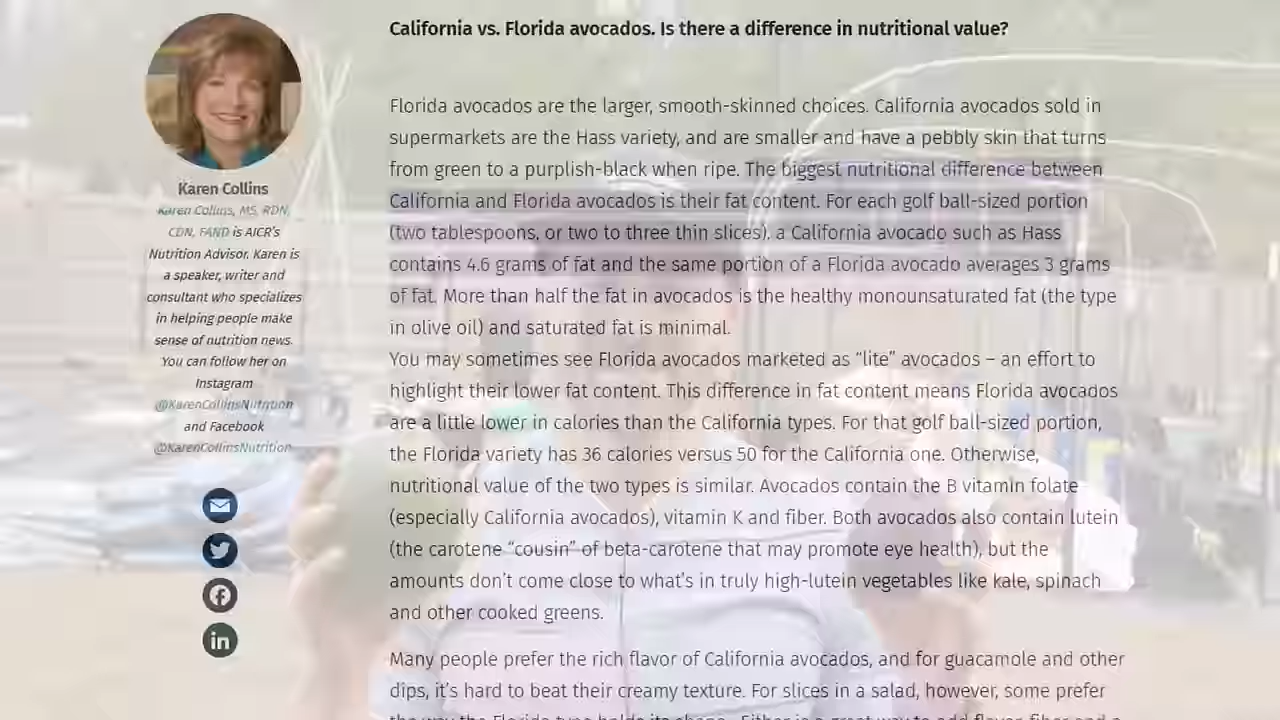 California vs. Florida avocados. Is there a difference in nutritional value?
Florida avocados are the larger, smooth-skinned choices. California avocados sold in
supermarkets are the Hass variety, and are smaller and have a pebbly skin that turns
from green to a purplish-black when ripe. The biggest nutritional difference between
California and Florida avocados is their fat content. For each golf ball-sized portion
(two tablespoons, or two to three thin slices), a California avocado such as Hass
contains 4.6 grams of fat and the same portion of a Florida avocado averages 3 grams
of fat. More than half the fat in avocados is the healthy monounsaturated fat (the type
in olive oil) and saturated fat is minimal.
You may sometimes see Florida avocados marketed as “lite” avocados – an effort to
highlight their lower fat content. This difference in fat content means Florida avocados
are a little lower in calories than the California types. For that golf ball-sized portion,
the Florida variety has 36 calories versus 50 for the California one. Otherwise,
nutritional value of the two types is similar. Avocados contain the B vitamin folate
(especially California avocados), vitamin K and fiber. Both avocados also contain lutein
(the carotene “cousin” of beta-carotene that may promote eye health), but the
amounts don’t come close to what’s in truly high-lutein vegetables like kale, spinach
and other cooked greens.
Many people prefer the rich flavor of California avocados, and for guacamole and other
dips, it’s hard to beat their creamy texture. For slices in a salad, however, some prefer
Karen Collins
Karen Collins, MS, RDN,
CDN, FAND is AICR’s
Nutrition Advisor. Karen is
a speaker, writer and
consultant who specializes
in helping people make
sense of nutrition news.
You can follow her on
Instagram
@KarenCollinsNutrition
and Facebook
@KarenCollinsNutrition.